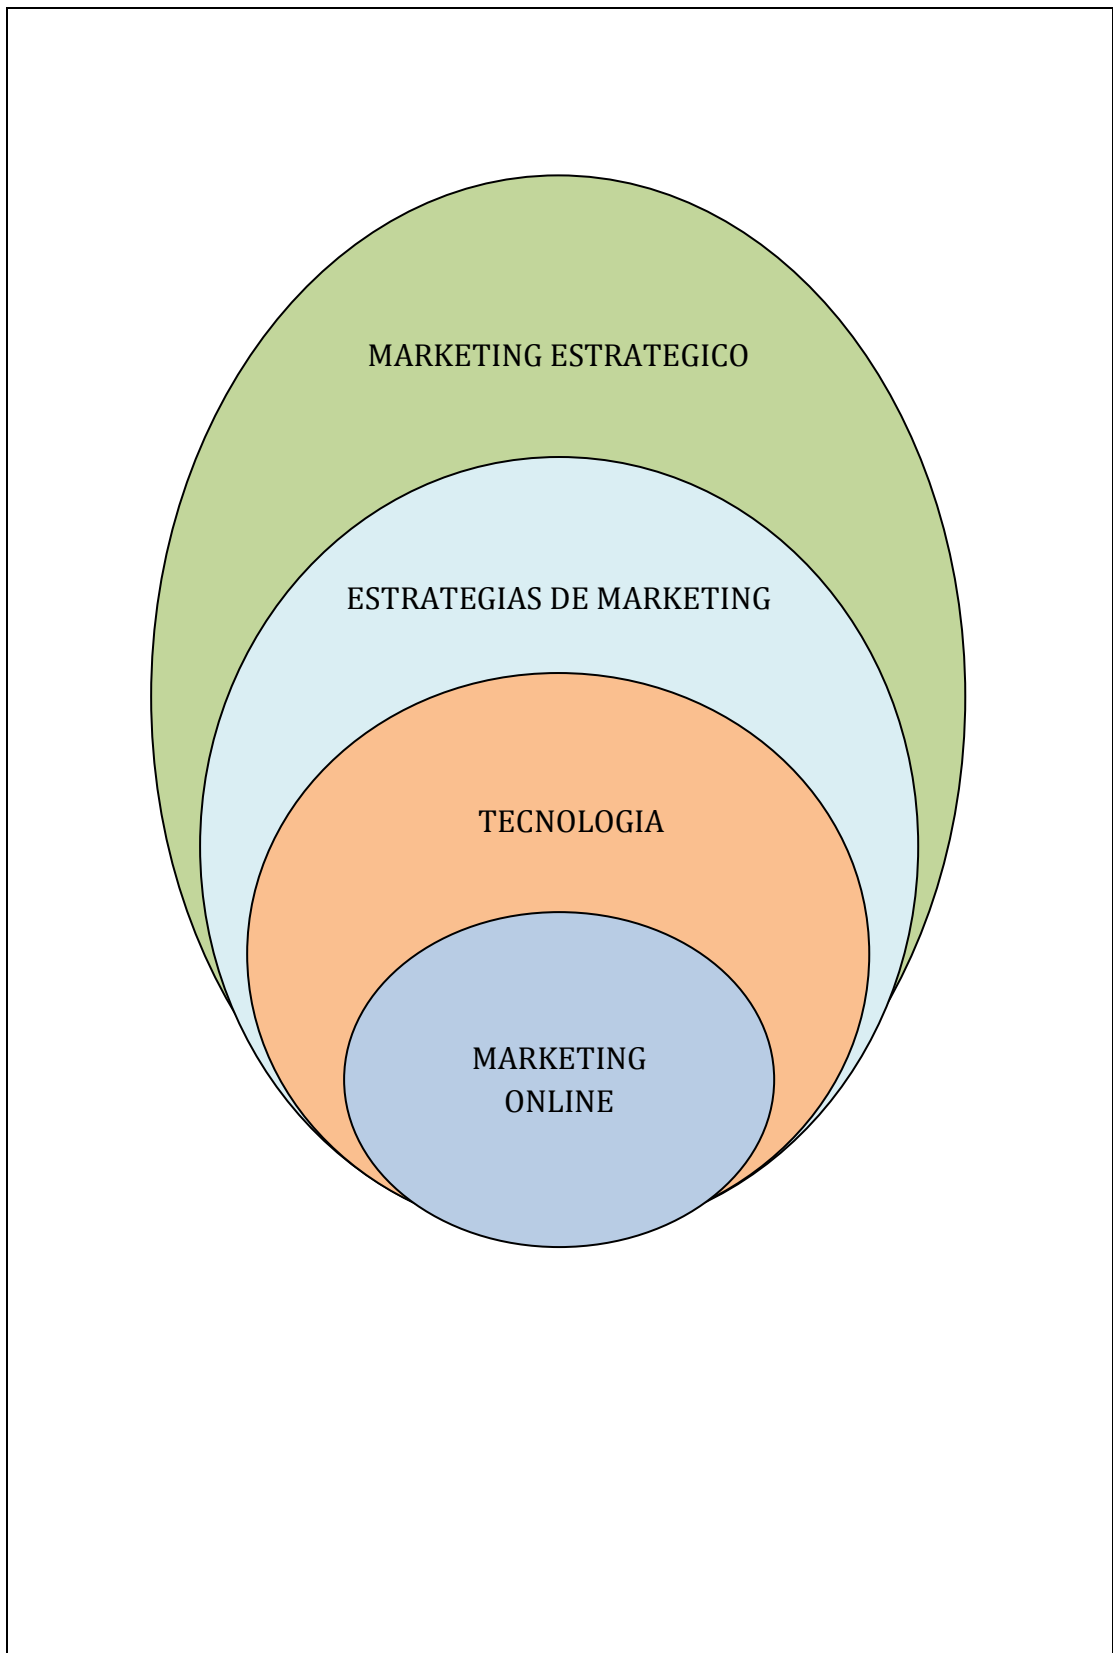 MARKETING ESTRATEGICO
ESTRATEGIAS DE MARKETING
TECNOLOGIA
MARKETING
ONLINE